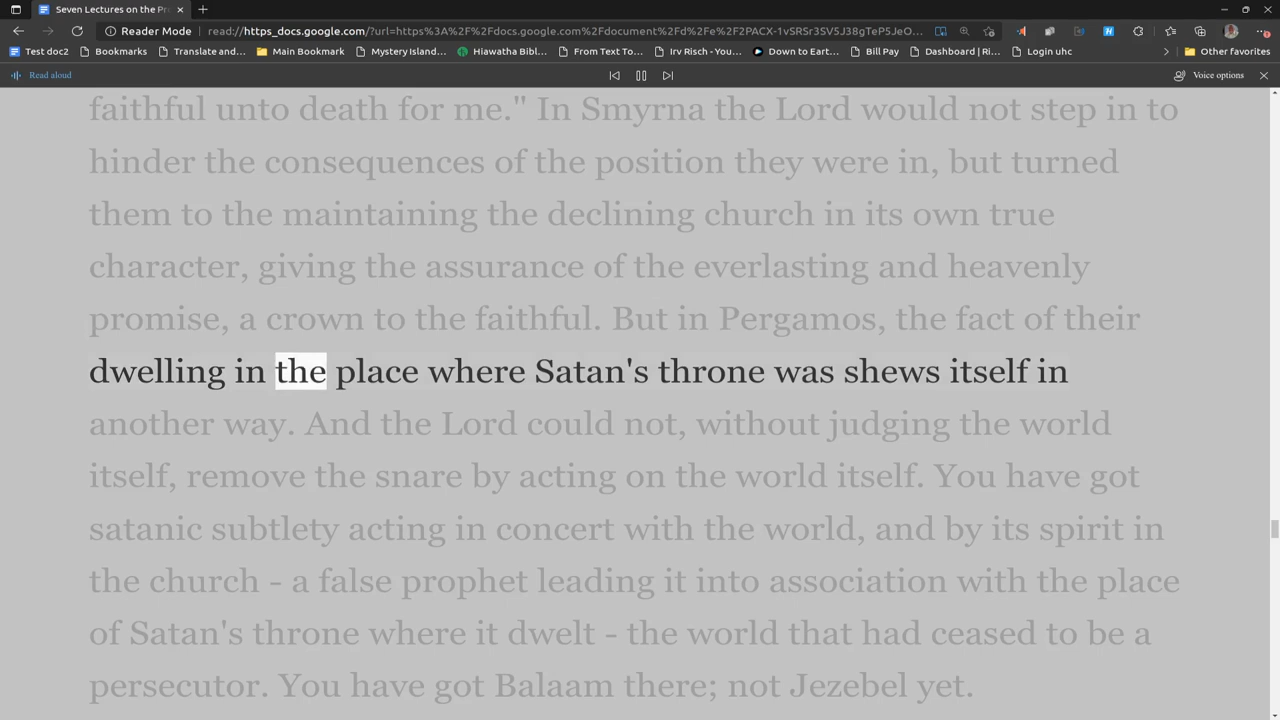 Seven Lectures on the Pr
Reader Mode
read://https_docs.google.com/?url=https%3A%2F%2Fdocs.google.com%2Fdocument%2Fd%2Fe%2F2PACX-1vSRSr3SV5J38gTeP5JeO...
Test doc2
Bookmarks
Translate and...
Main Bookmark
Mystery Island...
Hiawatha Bibl...
From Text To...
Irv Risch - You...
Down to Eart...
Bill Pay
Dashboard | Ri...
Login uhc
Other favorites
Read aloud
Voice options
faithful unto death for me." In Smyrna the Lord would not step in to
hinder the consequences of the position they were in, but turned
them to the maintaining the declining church in its own true
character, giving the assurance of the everlasting and heavenly
promise, a crown to the faithful. But in Pergamos, the fact of their
dwelling in the place where Satan's throne was shews itself in
another way. And the Lord could not, without judging the world
itself, remove the snare by acting on the world itself. You have got
satanic subtlety acting in concert with the world, and by its spirit in
the church - a false prophet leading it into association with the place
of Satan's throne where it dwelt - the world that had ceased to be a
persecutor. You have got Balaam there; not Jezebel yet.